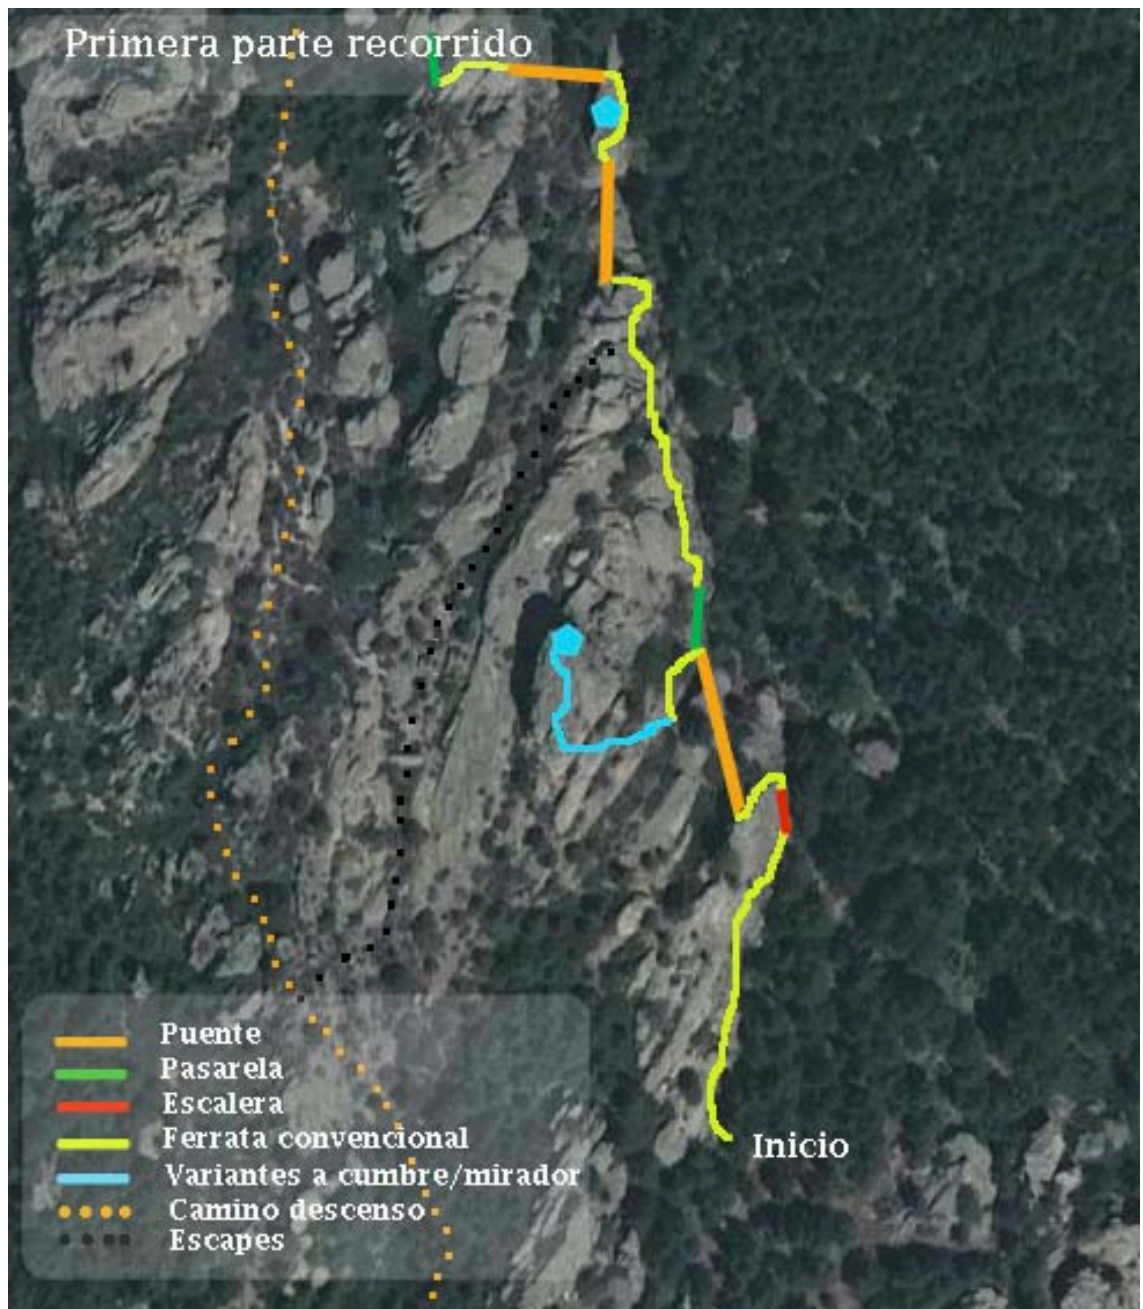 Primera parte recorrido
Puente
Pasarela
Escalera
Ferrata convencional
Inicio
Variantes a cumbre/mirador
Camino descenso
Escapes